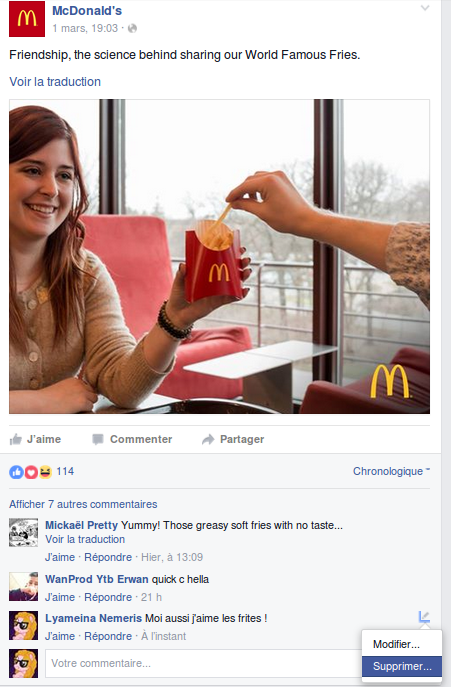 McDonald's
1 mars, 19:03 ·
Friendship, the science behind sharing our World Famous Fries.
Voir la traduction
J'aime Commenter Partager
114 Chronologique
Afficher 7 autres commentaires
Mickaël Pretty Yummy! Those greasy soft fries with no taste...
Voir la traduction
J'aime · Répondre · Hier, à 13:09
WanProd Ytb Erwan quick c hella
J'aime · Répondre · 21 h
Lyameina Nemeris Moi aussi j'aime les frites !
J'aime · Répondre · À l'instant
Modifier...
Votre commentaire...
Supprimer...